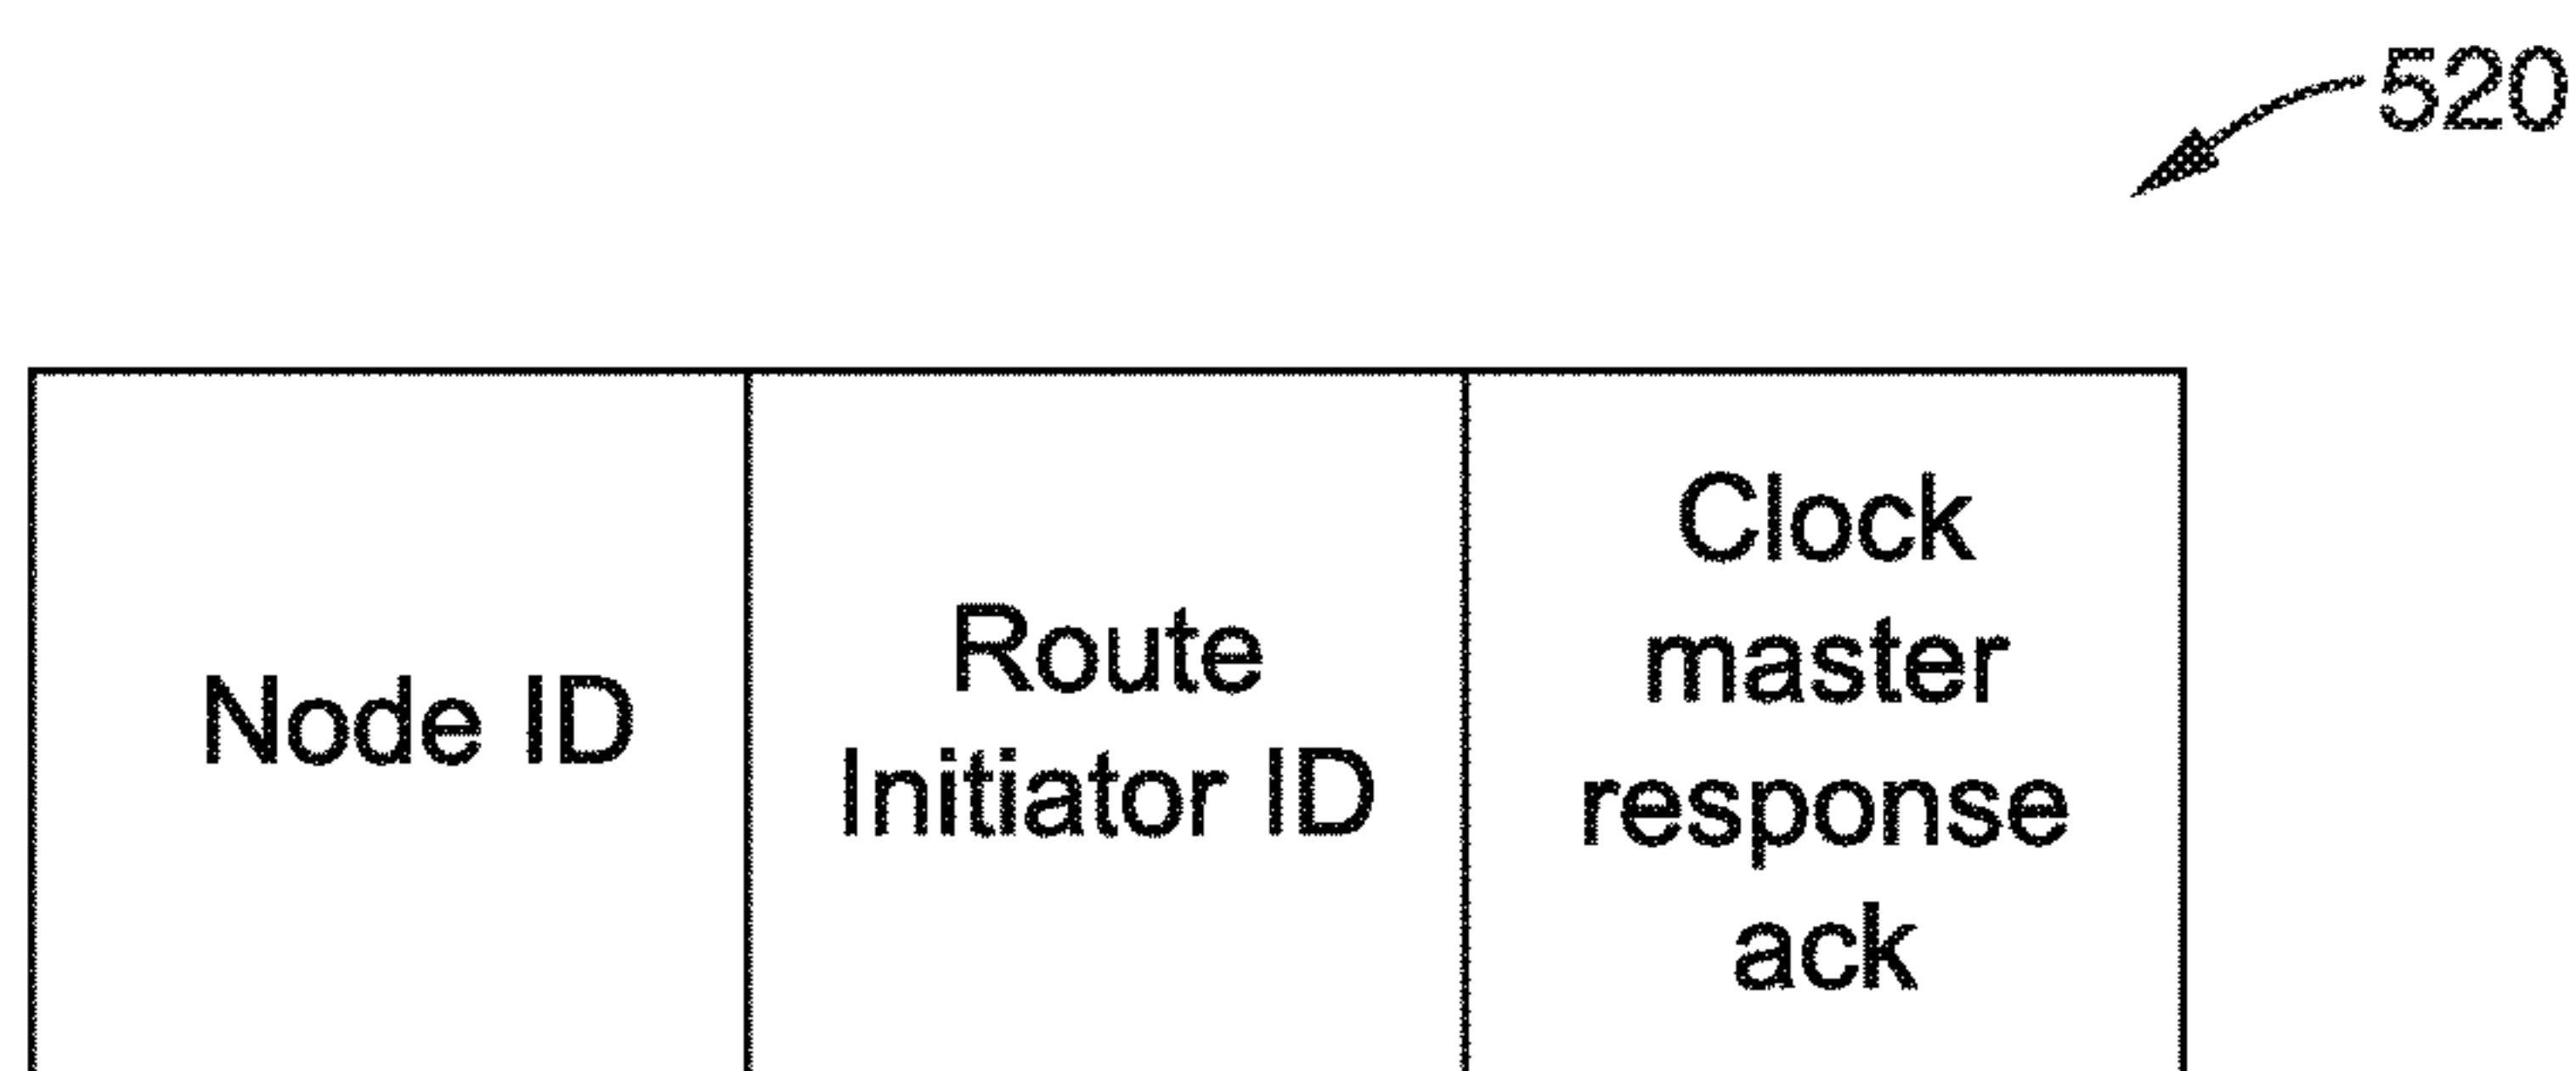 520
Node ID
Route
Initiator ID
Clock
master
response
ack